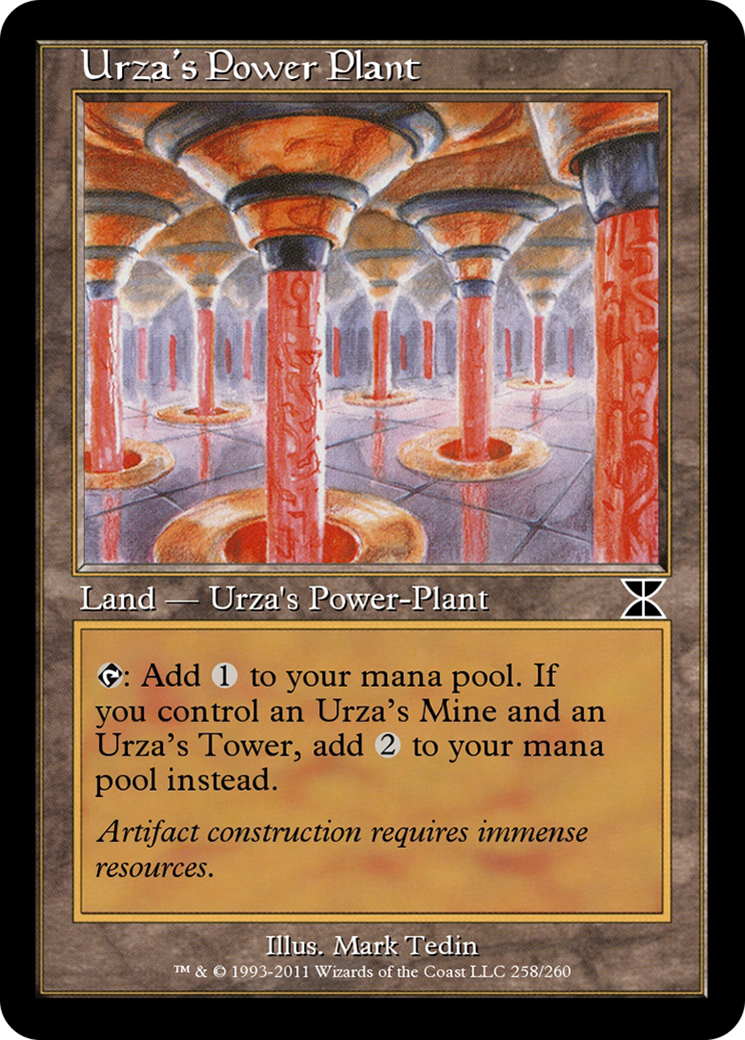 Urza's Power Plant
Land — Urza's Power-Plant
: Add 1 to your mana pool. If
you control an Urza's Mine and an
Urza's Tower, add 2 to your mana
pool instead.
Artifact construction requires immense
resources.
Illus. Mark Tedin
™ & © 1993-2011 Wizards of the Coast LLC 258/260